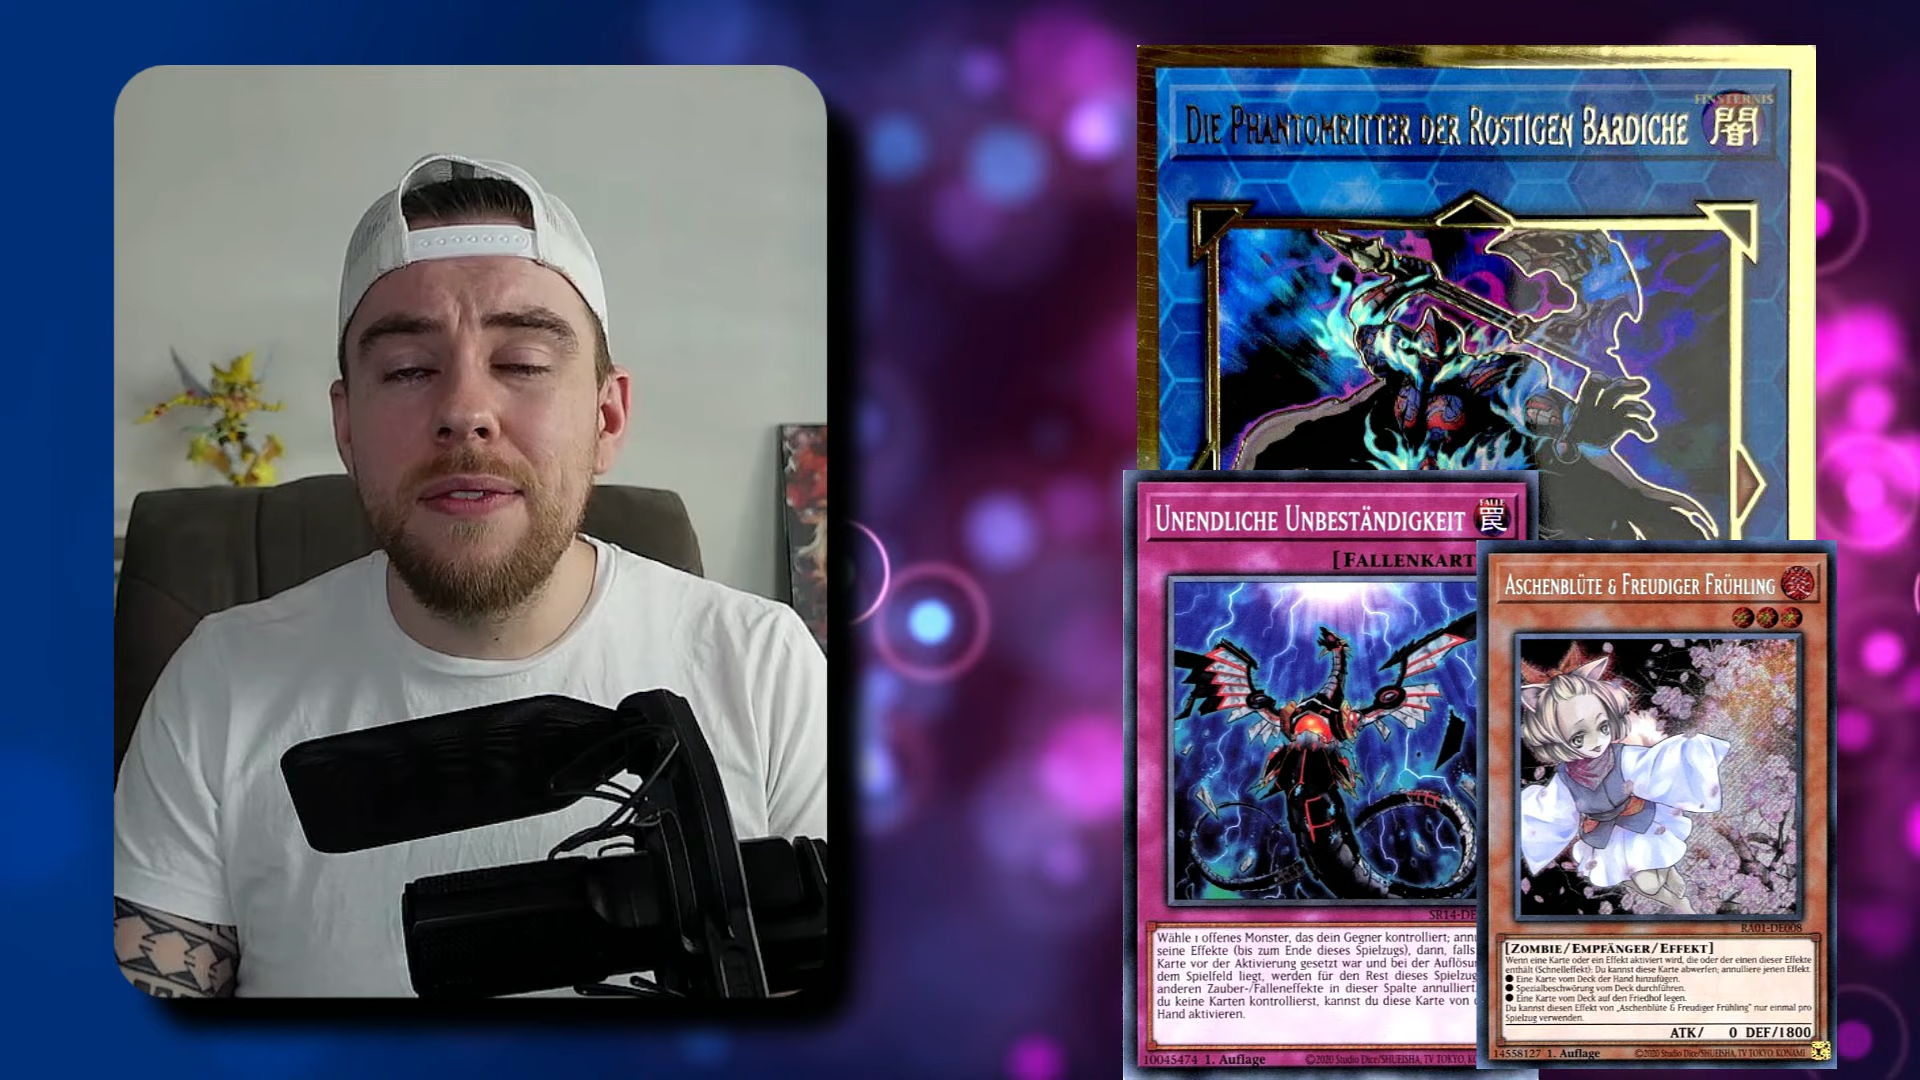 FINSTERNIS
DIE PHANTOMRITTER DER ROSTIGEN BARDICHE 闇
UNENDLICHE UNBESTÄNDIGKEIT
FALLE
罠
[FALLENKART
SR14-DE
Wähle 1 offenes Monster, das dein Gegner kontrolliert; ann
seine Effekte (bis zum Ende dieses Spielzugs), dann, falls
Karte vor der Aktivierung gesetzt war und bei der Auflösu
dem Spielfeld liegt, werden für den Rest dieses Spielzug
anderen Zauber-/Falleneffekte in dieser Spalte annulliert.
du keine Karten kontrollierst, kannst du diese Karte von
Hand aktivieren.
10045474 1. Auflage ©2020 Studio Dice/SHUEISHA, TV TOKYO, KO
ASCHENBLÜTE & FREUDIGER FRÜHLING 炎
RA01-DE008
[ZOMBIE/EMPFÄNGER/EFFEKT]
Wenn eine Karte oder ein Effekt aktiviert wird, die oder der einen dieser Effekte
enthält (Schnelleffekt): Du kannst diese Karte abwerfen; annulliere jenen Effekt.
● Eine Karte vom Deck der Hand hinzufügen.
● Spezialbeschwörung vom Deck durchführen.
● Eine Karte vom Deck auf den Friedhof legen.
Du kannst diesen Effekt von „Aschenblüte & Freudiger Frühling“ nur einmal pro
Spielzug verwenden.
ATK/ 0 DEF/1800
14558127 1. Auflage ©2020 Studio Dice/SHUEISHA, TV TOKYO, KONAMI